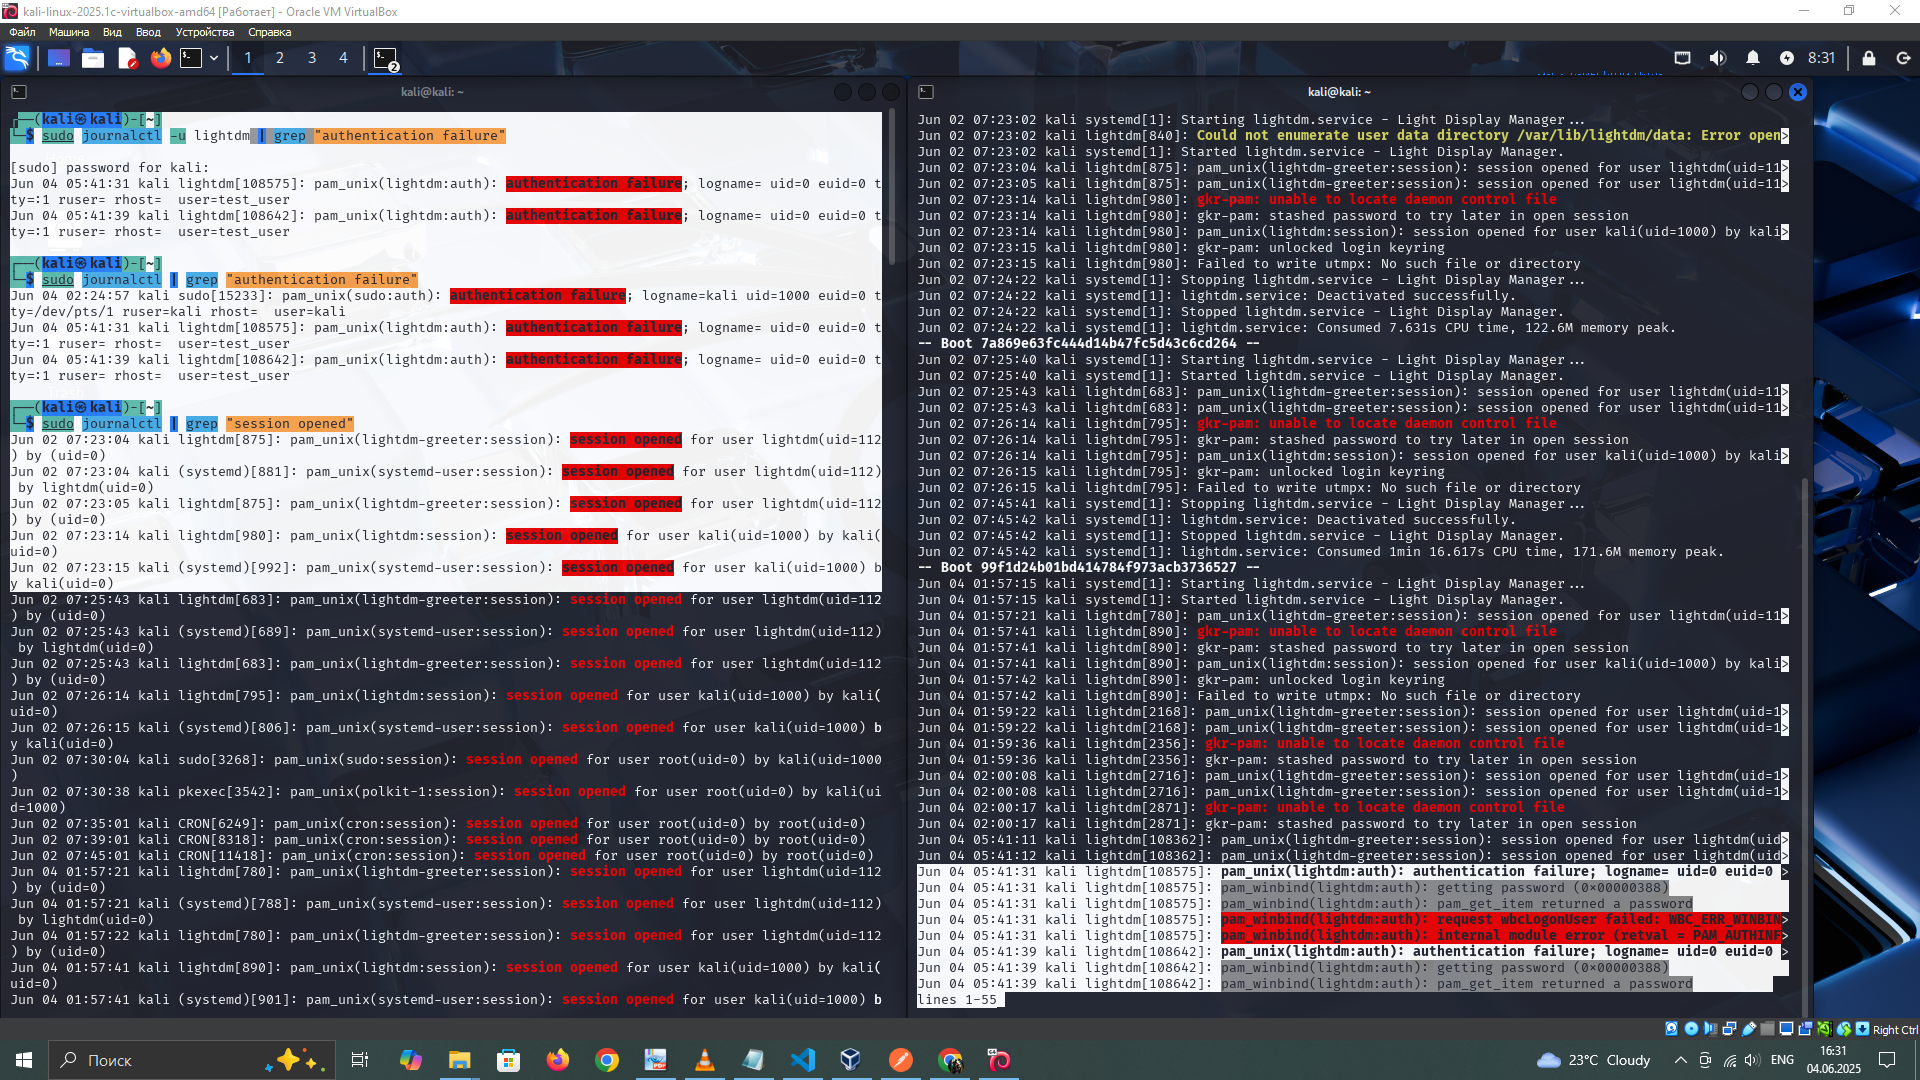 kali-linux-2025.1c-virtualbox-amd64 [Работает] - Oracle VM VirtualBox
Файл Машина Вид Ввод Устройства Справка
1 2 3 4 2 8:31
kali@kali: ~
┌──(kali㉿kali)-[~]
└─$ sudo journalctl -u lightdm | grep "authentication failure"
[sudo] password for kali:
Jun 04 05:41:31 kali lightdm[108575]: pam_unix(lightdm:auth): authentication failure; logname= uid=0 euid=0 t
ty=:1 ruser= rhost=  user=test_user
Jun 04 05:41:39 kali lightdm[108642]: pam_unix(lightdm:auth): authentication failure; logname= uid=0 euid=0 t
ty=:1 ruser= rhost=  user=test_user
┌──(kali㉿kali)-[~]
└─$ sudo journalctl | grep "authentication failure"
Jun 04 02:24:57 kali sudo[15233]: pam_unix(sudo:auth): authentication failure; logname=kali uid=1000 euid=0 t
ty=/dev/pts/1 ruser=kali rhost=  user=kali
Jun 04 05:41:31 kali lightdm[108575]: pam_unix(lightdm:auth): authentication failure; logname= uid=0 euid=0 t
ty=:1 ruser= rhost=  user=test_user
Jun 04 05:41:39 kali lightdm[108642]: pam_unix(lightdm:auth): authentication failure; logname= uid=0 euid=0 t
ty=:1 ruser= rhost=  user=test_user
┌──(kali㉿kali)-[~]
└─$ sudo journalctl | grep "session opened"
Jun 02 07:23:04 kali lightdm[875]: pam_unix(lightdm-greeter:session): session opened for user lightdm(uid=112
) by (uid=0)
Jun 02 07:23:04 kali (systemd)[881]: pam_unix(systemd-user:session): session opened for user lightdm(uid=112)
 by lightdm(uid=0)
Jun 02 07:23:05 kali lightdm[875]: pam_unix(lightdm-greeter:session): session opened for user lightdm(uid=112
) by (uid=0)
Jun 02 07:23:14 kali lightdm[980]: pam_unix(lightdm:session): session opened for user kali(uid=1000) by kali(
uid=0)
Jun 02 07:23:15 kali (systemd)[992]: pam_unix(systemd-user:session): session opened for user kali(uid=1000) b
y kali(uid=0)
Jun 02 07:25:43 kali lightdm[683]: pam_unix(lightdm-greeter:session): session opened for user lightdm(uid=112
) by (uid=0)
Jun 02 07:25:43 kali (systemd)[689]: pam_unix(systemd-user:session): session opened for user lightdm(uid=112)
 by lightdm(uid=0)
Jun 02 07:25:43 kali lightdm[683]: pam_unix(lightdm-greeter:session): session opened for user lightdm(uid=112
) by (uid=0)
Jun 02 07:26:14 kali lightdm[795]: pam_unix(lightdm:session): session opened for user kali(uid=1000) by kali(
uid=0)
Jun 02 07:26:15 kali (systemd)[806]: pam_unix(systemd-user:session): session opened for user kali(uid=1000) b
y kali(uid=0)
Jun 02 07:30:04 kali sudo[3268]: pam_unix(sudo:session): session opened for user root(uid=0) by kali(uid=1000
)
Jun 02 07:30:38 kali pkexec[3542]: pam_unix(polkit-1:session): session opened for user root(uid=0) by kali(ui
d=1000)
Jun 02 07:35:01 kali CRON[6249]: pam_unix(cron:session): session opened for user root(uid=0) by root(uid=0)
Jun 02 07:39:01 kali CRON[8318]: pam_unix(cron:session): session opened for user root(uid=0) by root(uid=0)
Jun 02 07:45:01 kali CRON[11418]: pam_unix(cron:session): session opened for user root(uid=0) by root(uid=0)
Jun 04 01:57:21 kali lightdm[780]: pam_unix(lightdm-greeter:session): session opened for user lightdm(uid=112
) by (uid=0)
Jun 04 01:57:21 kali (systemd)[788]: pam_unix(systemd-user:session): session opened for user lightdm(uid=112)
 by lightdm(uid=0)
Jun 04 01:57:22 kali lightdm[780]: pam_unix(lightdm-greeter:session): session opened for user lightdm(uid=112
) by (uid=0)
Jun 04 01:57:41 kali lightdm[890]: pam_unix(lightdm:session): session opened for user kali(uid=1000) by kali(
uid=0)
Jun 04 01:57:41 kali (systemd)[901]: pam_unix(systemd-user:session): session opened for user kali(uid=1000) b
kali@kali: ~
Jun 02 07:23:02 kali systemd[1]: Starting lightdm.service - Light Display Manager...
Jun 02 07:23:02 kali lightdm[840]: Could not enumerate user data directory /var/lib/lightdm/data: Error open>
Jun 02 07:23:02 kali systemd[1]: Started lightdm.service - Light Display Manager.
Jun 02 07:23:04 kali lightdm[875]: pam_unix(lightdm-greeter:session): session opened for user lightdm(uid=11>
Jun 02 07:23:05 kali lightdm[875]: pam_unix(lightdm-greeter:session): session opened for user lightdm(uid=11>
Jun 02 07:23:14 kali lightdm[980]: gkr-pam: unable to locate daemon control file
Jun 02 07:23:14 kali lightdm[980]: gkr-pam: stashed password to try later in open session
Jun 02 07:23:14 kali lightdm[980]: pam_unix(lightdm:session): session opened for user kali(uid=1000) by kali>
Jun 02 07:23:15 kali lightdm[980]: gkr-pam: unlocked login keyring
Jun 02 07:23:15 kali lightdm[980]: Failed to write utmpx: No such file or directory
Jun 02 07:24:22 kali systemd[1]: Stopping lightdm.service - Light Display Manager...
Jun 02 07:24:22 kali systemd[1]: lightdm.service: Deactivated successfully.
Jun 02 07:24:22 kali systemd[1]: Stopped lightdm.service - Light Display Manager.
Jun 02 07:24:22 kali systemd[1]: lightdm.service: Consumed 7.631s CPU time, 122.6M memory peak.
-- Boot 7a869e63fc444d14b47fc5d43c6cd264 --
Jun 02 07:25:40 kali systemd[1]: Starting lightdm.service - Light Display Manager...
Jun 02 07:25:40 kali systemd[1]: Started lightdm.service - Light Display Manager.
Jun 02 07:25:43 kali lightdm[683]: pam_unix(lightdm-greeter:session): session opened for user lightdm(uid=11>
Jun 02 07:25:43 kali lightdm[683]: pam_unix(lightdm-greeter:session): session opened for user lightdm(uid=11>
Jun 02 07:26:14 kali lightdm[795]: gkr-pam: unable to locate daemon control file
Jun 02 07:26:14 kali lightdm[795]: gkr-pam: stashed password to try later in open session
Jun 02 07:26:14 kali lightdm[795]: pam_unix(lightdm:session): session opened for user kali(uid=1000) by kali>
Jun 02 07:26:15 kali lightdm[795]: gkr-pam: unlocked login keyring
Jun 02 07:26:15 kali lightdm[795]: Failed to write utmpx: No such file or directory
Jun 02 07:45:41 kali systemd[1]: Stopping lightdm.service - Light Display Manager...
Jun 02 07:45:42 kali systemd[1]: lightdm.service: Deactivated successfully.
Jun 02 07:45:42 kali systemd[1]: Stopped lightdm.service - Light Display Manager.
Jun 02 07:45:42 kali systemd[1]: lightdm.service: Consumed 1min 16.617s CPU time, 171.6M memory peak.
-- Boot 99f1d24b01bd414784f973acb3736527 --
Jun 04 01:57:15 kali systemd[1]: Starting lightdm.service - Light Display Manager...
Jun 04 01:57:15 kali systemd[1]: Started lightdm.service - Light Display Manager.
Jun 04 01:57:21 kali lightdm[780]: pam_unix(lightdm-greeter:session): session opened for user lightdm(uid=11>
Jun 04 01:57:41 kali lightdm[890]: gkr-pam: unable to locate daemon control file
Jun 04 01:57:41 kali lightdm[890]: gkr-pam: stashed password to try later in open session
Jun 04 01:57:41 kali lightdm[890]: pam_unix(lightdm:session): session opened for user kali(uid=1000) by kali>
Jun 04 01:57:42 kali lightdm[890]: gkr-pam: unlocked login keyring
Jun 04 01:57:42 kali lightdm[890]: Failed to write utmpx: No such file or directory
Jun 04 01:59:22 kali lightdm[2168]: pam_unix(lightdm-greeter:session): session opened for user lightdm(uid=1>
Jun 04 01:59:22 kali lightdm[2168]: pam_unix(lightdm-greeter:session): session opened for user lightdm(uid=1>
Jun 04 01:59:36 kali lightdm[2356]: gkr-pam: unable to locate daemon control file
Jun 04 01:59:36 kali lightdm[2356]: gkr-pam: stashed password to try later in open session
Jun 04 02:00:08 kali lightdm[2716]: pam_unix(lightdm-greeter:session): session opened for user lightdm(uid=1>
Jun 04 02:00:08 kali lightdm[2716]: pam_unix(lightdm-greeter:session): session opened for user lightdm(uid=1>
Jun 04 02:00:17 kali lightdm[2871]: gkr-pam: unable to locate daemon control file
Jun 04 02:00:17 kali lightdm[2871]: gkr-pam: stashed password to try later in open session
Jun 04 05:41:11 kali lightdm[108362]: pam_unix(lightdm-greeter:session): session opened for user lightdm(uid>
Jun 04 05:41:12 kali lightdm[108362]: pam_unix(lightdm-greeter:session): session opened for user lightdm(uid>
Jun 04 05:41:31 kali lightdm[108575]: pam_unix(lightdm:auth): authentication failure; logname= uid=0 euid=0 >
Jun 04 05:41:31 kali lightdm[108575]: pam_winbind(lightdm:auth): getting password (0x00000388)
Jun 04 05:41:31 kali lightdm[108575]: pam_winbind(lightdm:auth): pam_get_item returned a password
Jun 04 05:41:31 kali lightdm[108575]: pam_winbind(lightdm:auth): request wbcLogonUser failed: WBC_ERR_WINBIN>
Jun 04 05:41:31 kali lightdm[108575]: pam_winbind(lightdm:auth): internal module error (retval = PAM_AUTHINF>
Jun 04 05:41:39 kali lightdm[108642]: pam_unix(lightdm:auth): authentication failure; logname= uid=0 euid=0 >
Jun 04 05:41:39 kali lightdm[108642]: pam_winbind(lightdm:auth): getting password (0x00000388)
Jun 04 05:41:39 kali lightdm[108642]: pam_winbind(lightdm:auth): pam_get_item returned a password
lines 1-55
Right Ctrl
Поиск
23°C Cloudy
ENG
16:31
04.06.2025